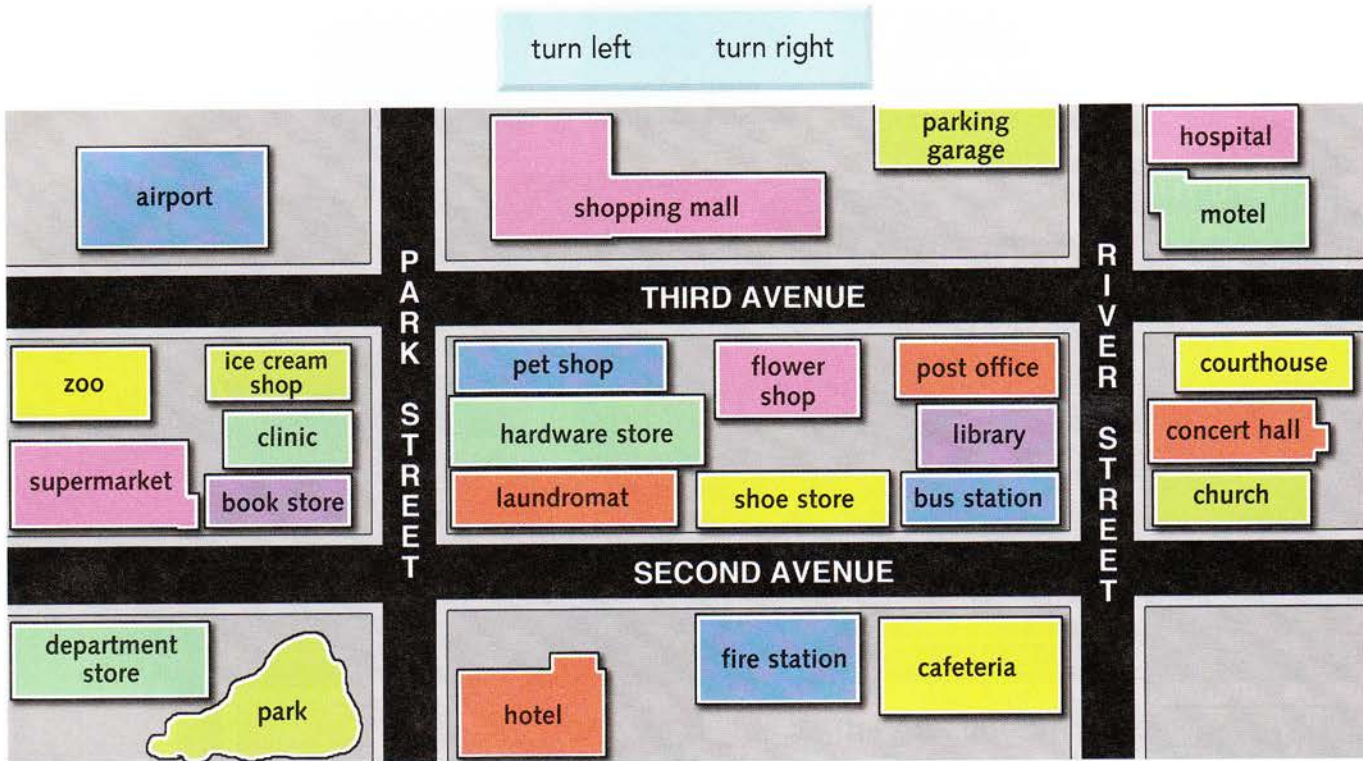 turn left turn right
airport
shopping mall
parking
garage
hospital
motel
PARK STREET
THIRD AVENUE
RIVER STREET
zoo
ice cream
shop
clinic
supermarket
book store
pet shop
flower
shop
post office
hardware store
library
laundromat
shoe store
bus station
courthouse
concert hall
church
SECOND AVENUE
department
store
park
hotel
fire station
cafeteria